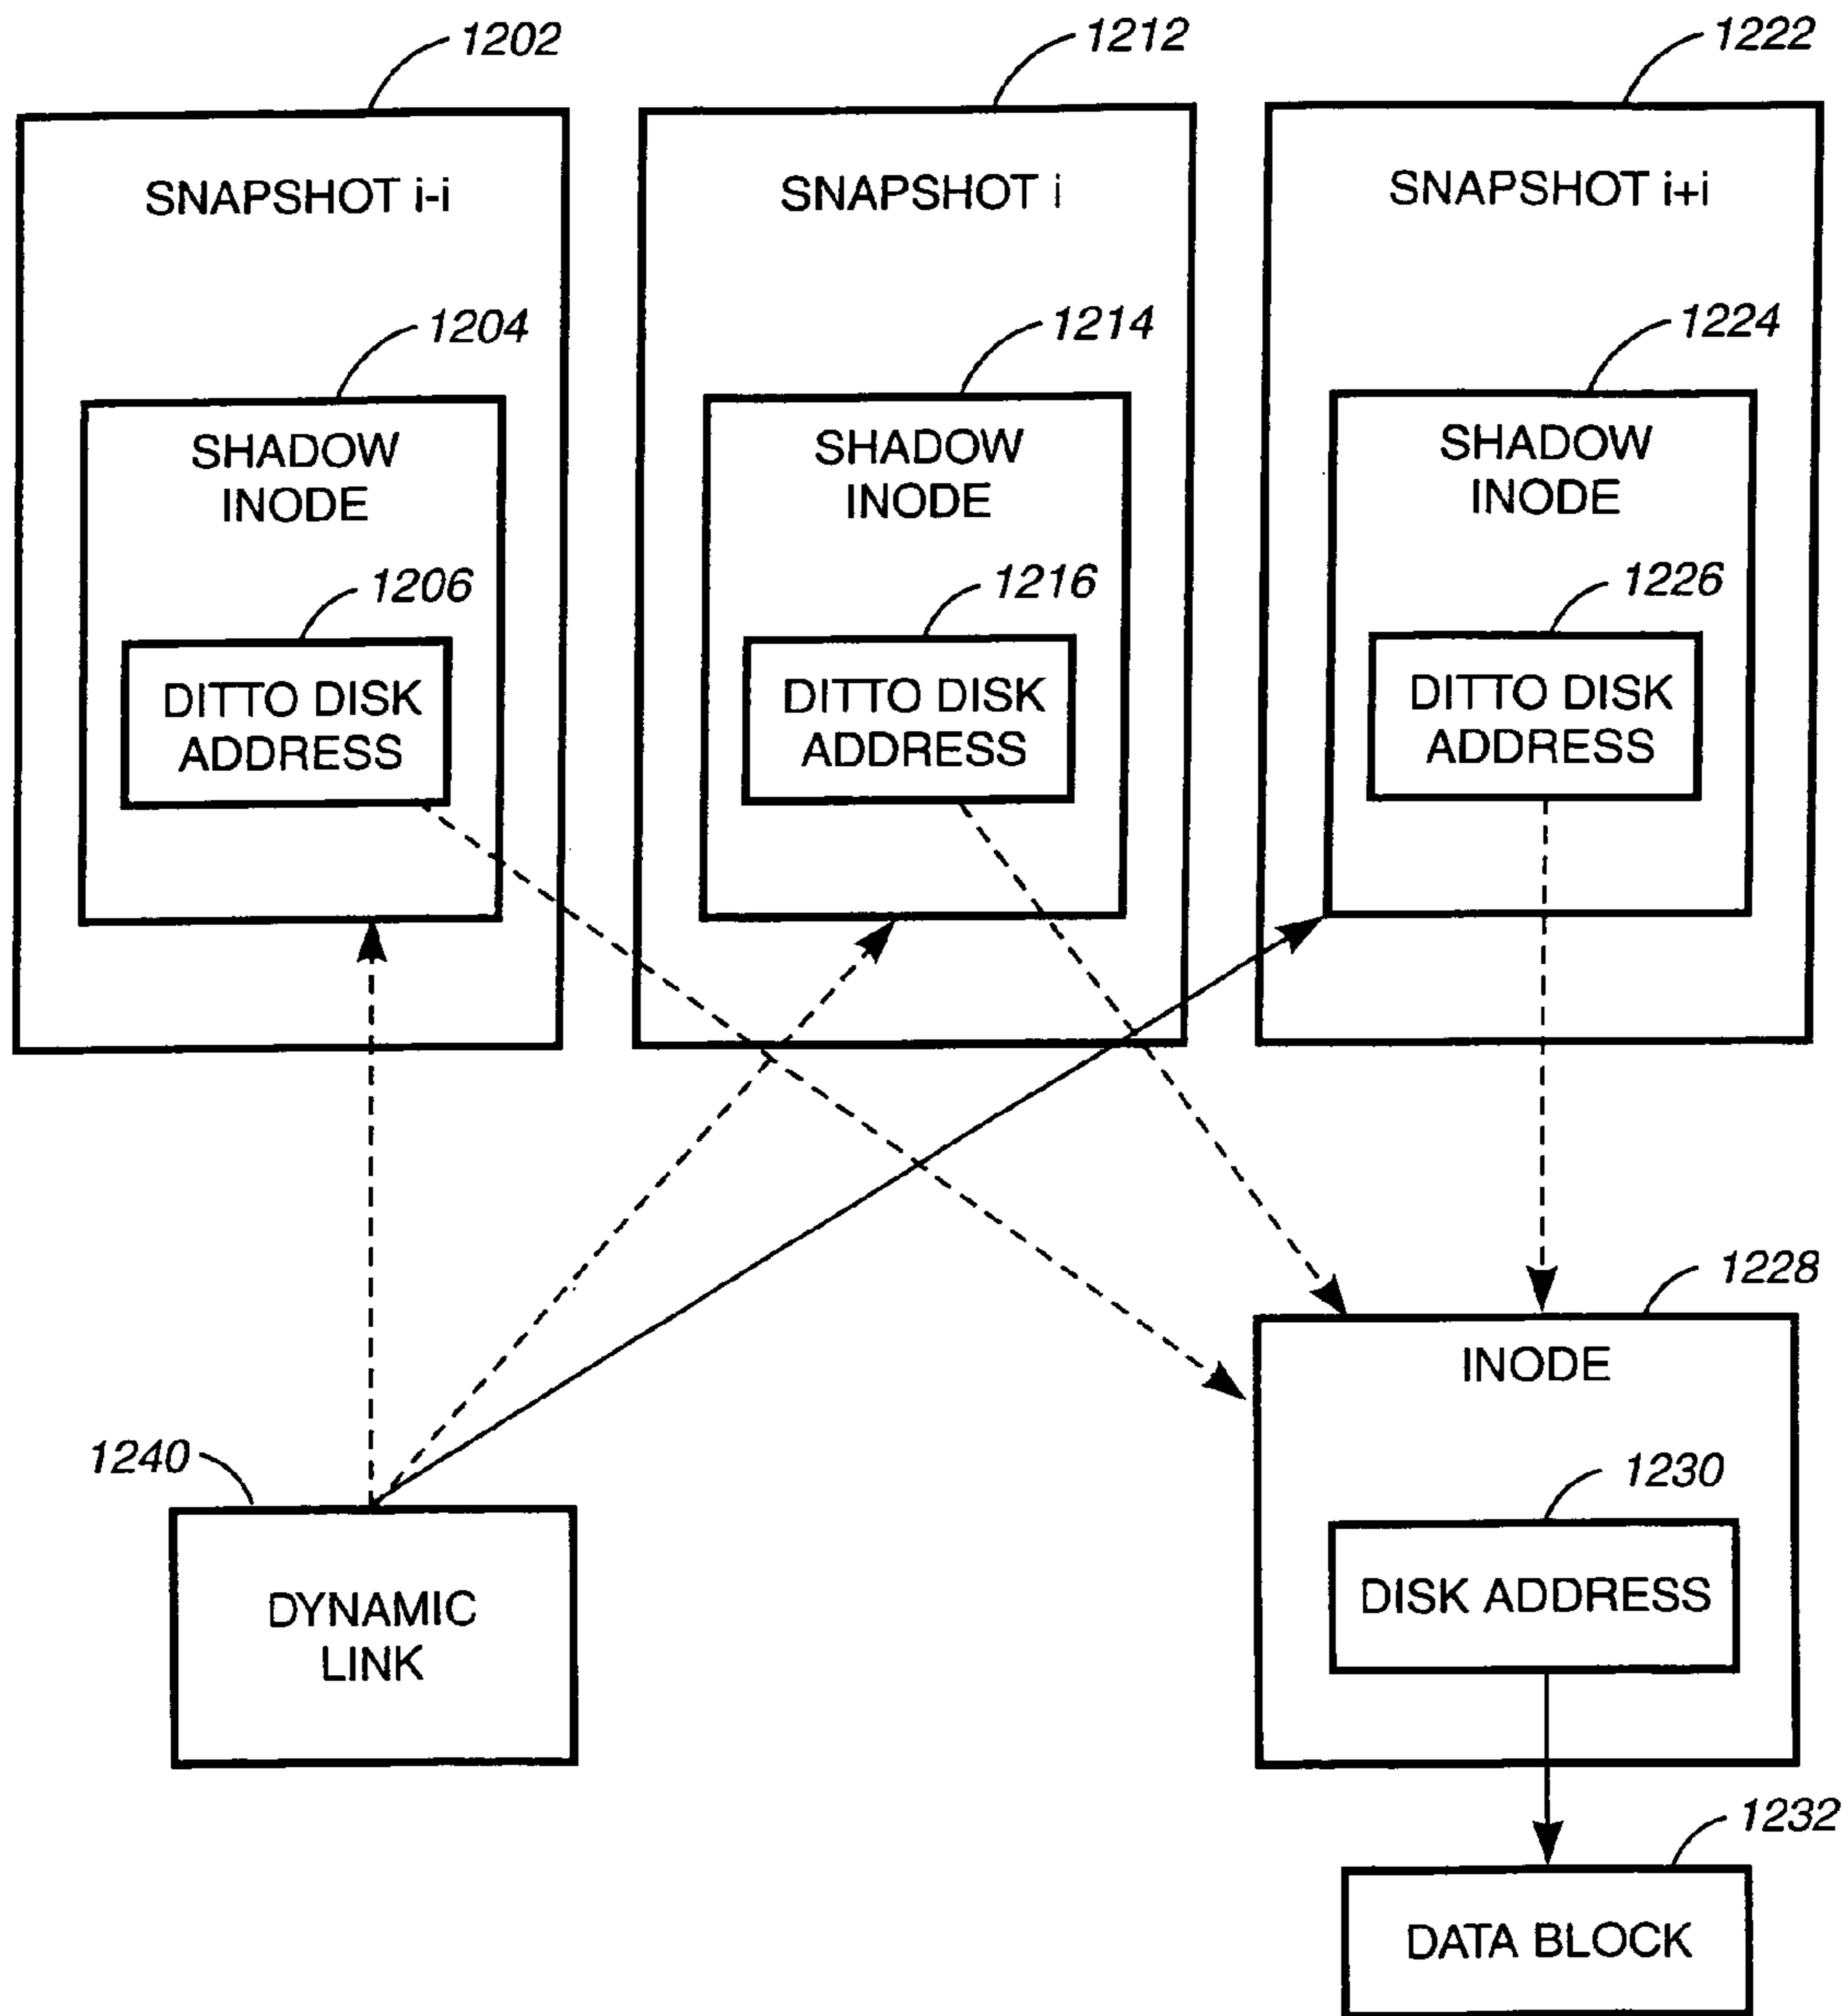 1202
1212
1222
SNAPSHOT i-i
SNAPSHOT i
SNAPSHOT i+i
1204
1214
1224
SHADOW
INODE
SHADOW
INODE
SHADOW
INODE
1206
1216
1226
DITTO DISK
ADDRESS
DITTO DISK
ADDRESS
DITTO DISK
ADDRESS
1228
INODE
1240
1230
DYNAMIC
LINK
DISK ADDRESS
1232
DATA BLOCK